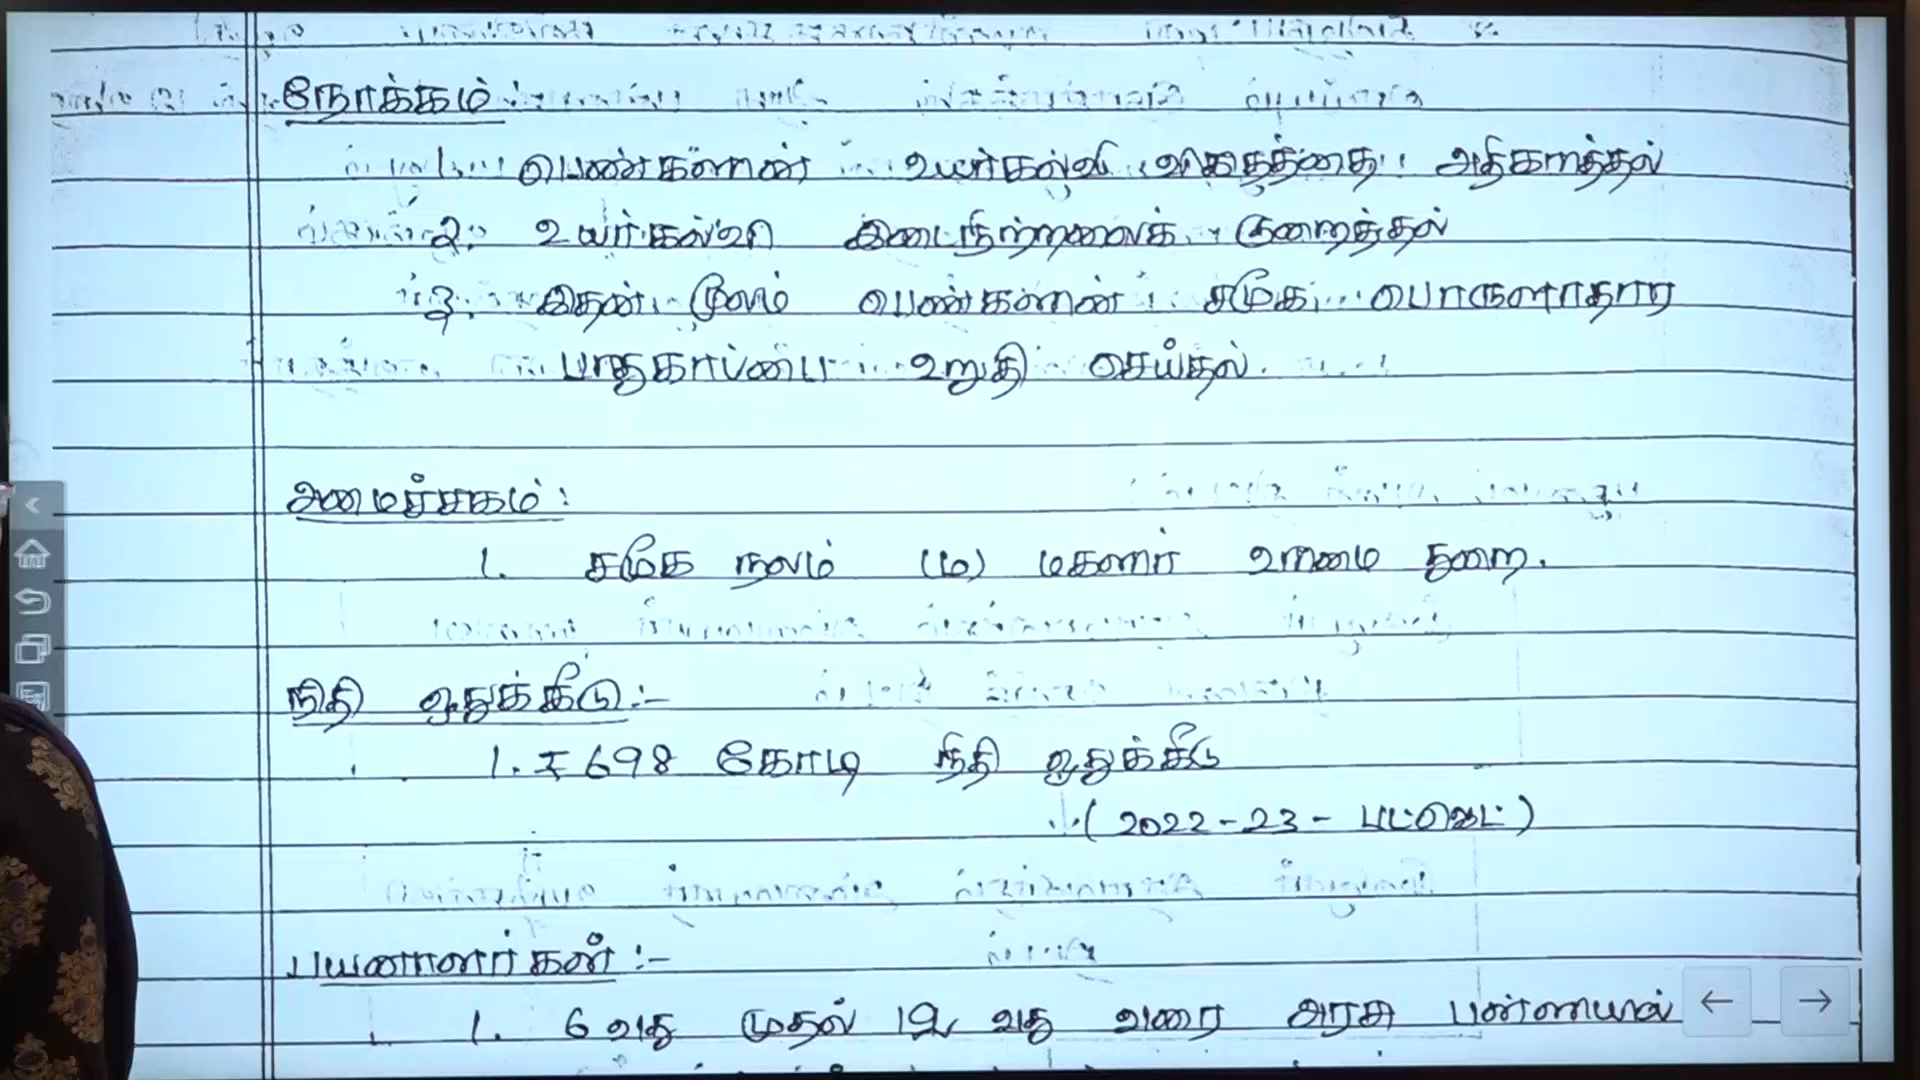 நோக்கம்
1. பெண்களின் உயர்கல்வி விகிதத்தை அதிகரித்தல்
2. உயர்கல்வி இடைநிற்றலைக் குறைத்தல்
3. இதன் மூலம் பெண்களின் சமூக பொருளாதார
பாதுகாப்பை உறுதி செய்தல்.
அமைச்சகம் :
1. சமூக நலம் (ம) மகளிர் உரிமை துறை.
நிதி ஒதுக்கீடு :-
1. ₹ 698 கோடி நிதி ஒதுக்கீடு
( 2022 - 23 - பட்ஜெட் )
பயனாளர்கள் :-
1. 6 வது முதல் 12 வது வரை அரசு பள்ளியில்